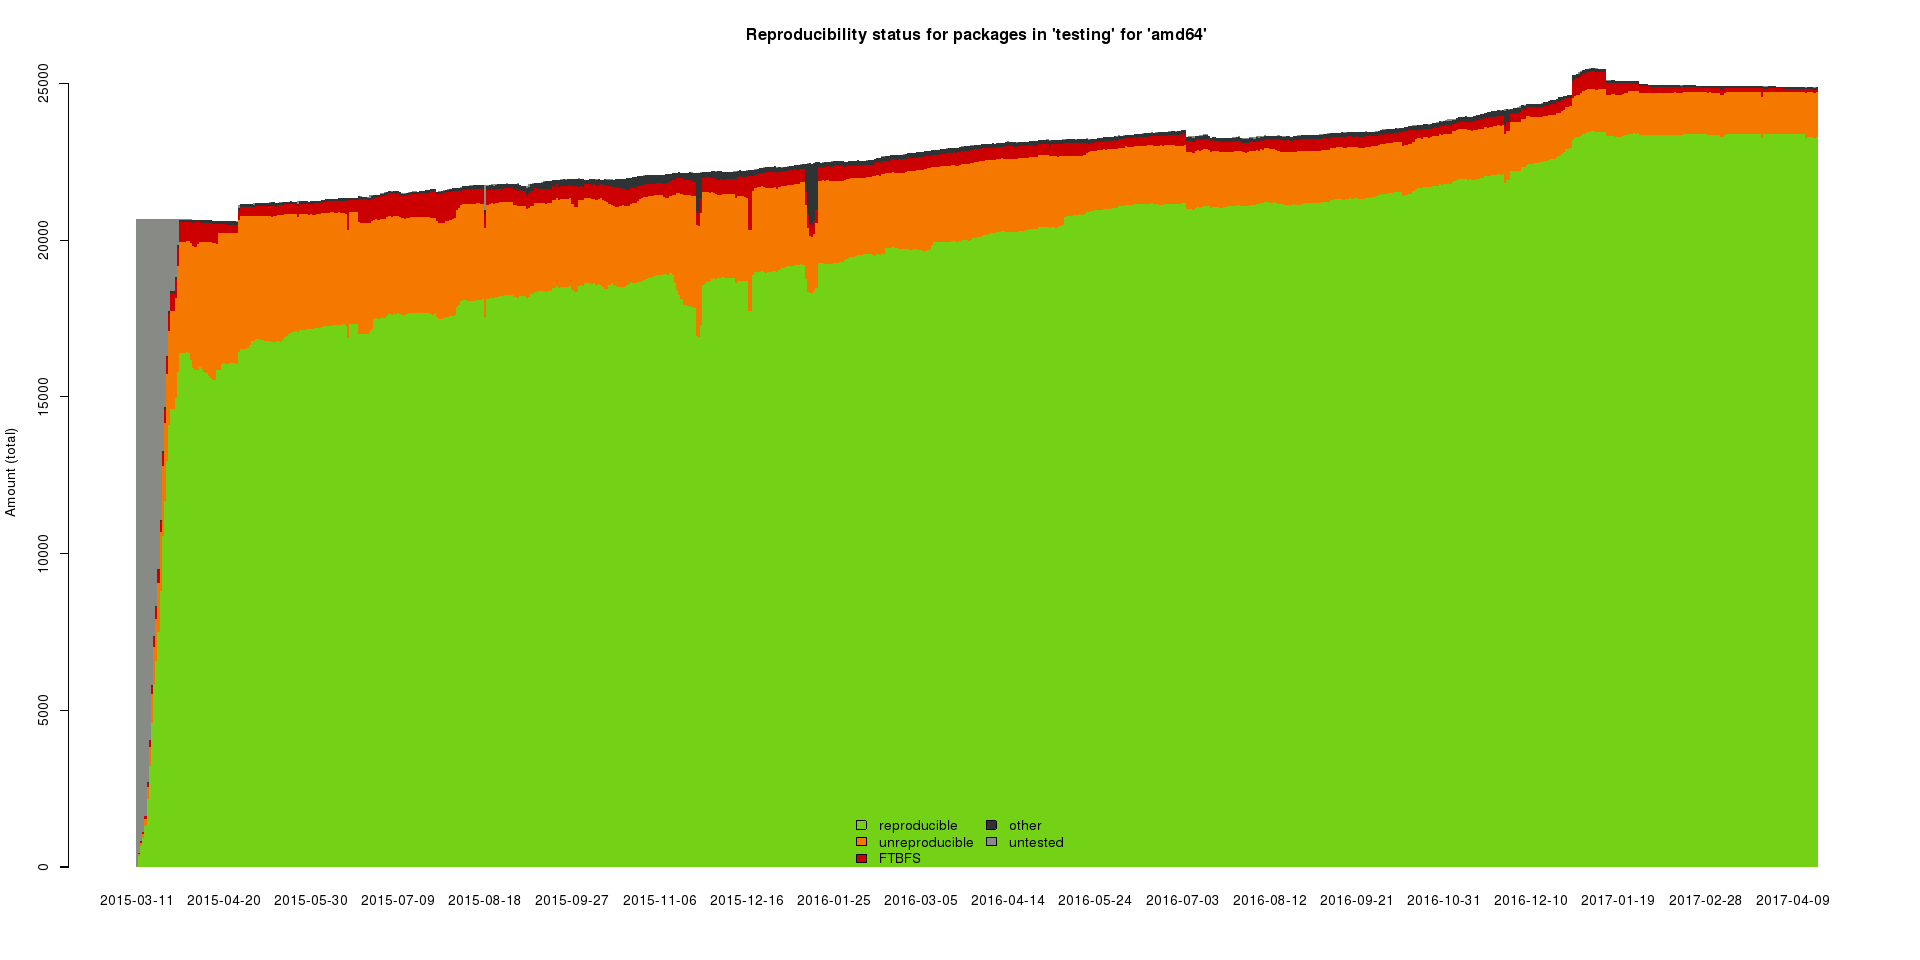 Reproducibility status for packages in 'testing' for 'amd64'
Amount (total)
25000
20000
15000
10000
5000
0
reproducible
unreproducible
FTBFS
other
untested
2015-03-11 2015-04-20 2015-05-30 2015-07-09 2015-08-18 2015-09-27 2015-11-06 2015-12-16 2016-01-25 2016-03-05 2016-04-14 2016-05-24 2016-07-03 2016-08-12 2016-09-21 2016-10-31 2016-12-10 2017-01-19 2017-02-28 2017-04-09